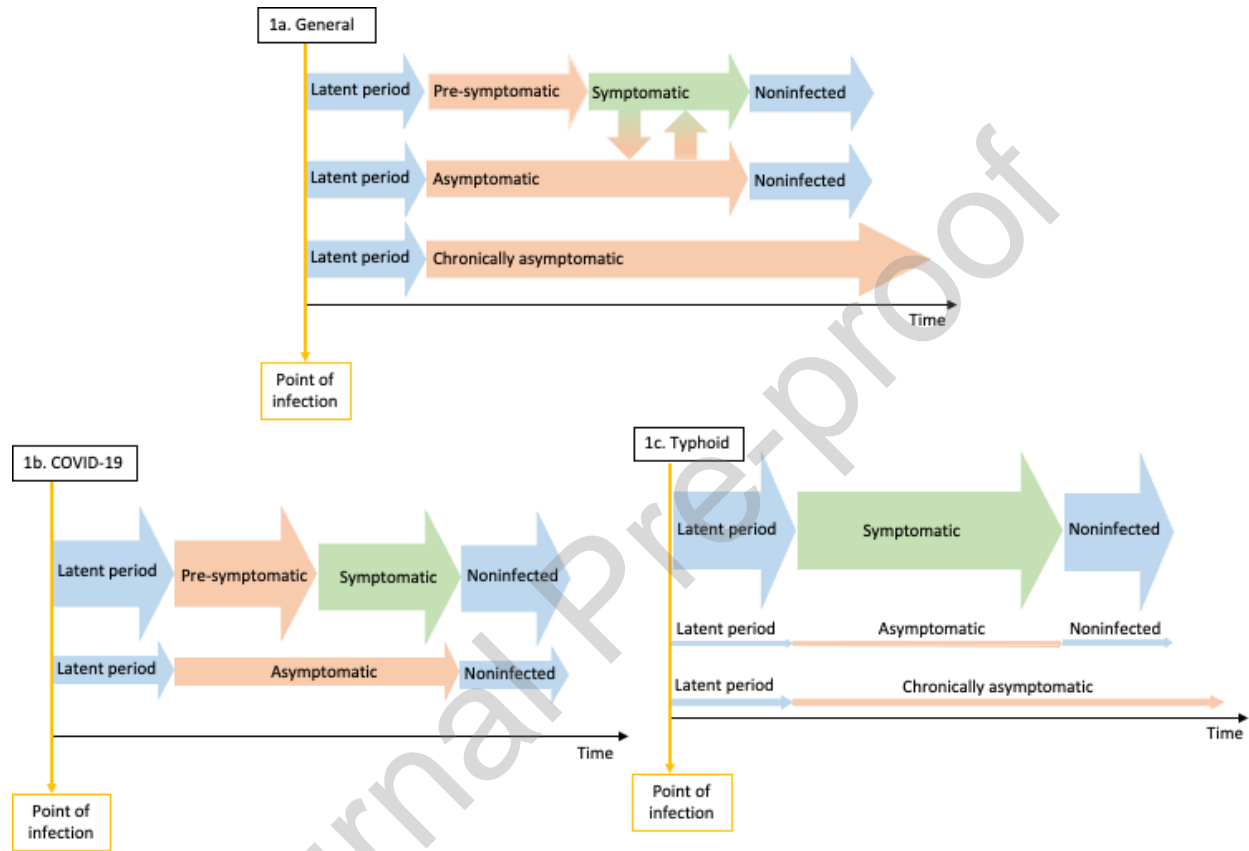 1a. General
Latent period Pre-symptomatic Symptomatic Noninfected
Latent period Asymptomatic Noninfected
Latent period Chronically asymptomatic
Time
Point of
infection
1b. COVID-19
Latent period Pre-symptomatic Symptomatic Noninfected
Latent period Asymptomatic Noninfected
Time
Point of
infection
1c. Typhoid
Latent period Symptomatic Noninfected
Latent period Asymptomatic Noninfected
Latent period Chronically asymptomatic
Time
Point of
infection
rnal Pre-proof